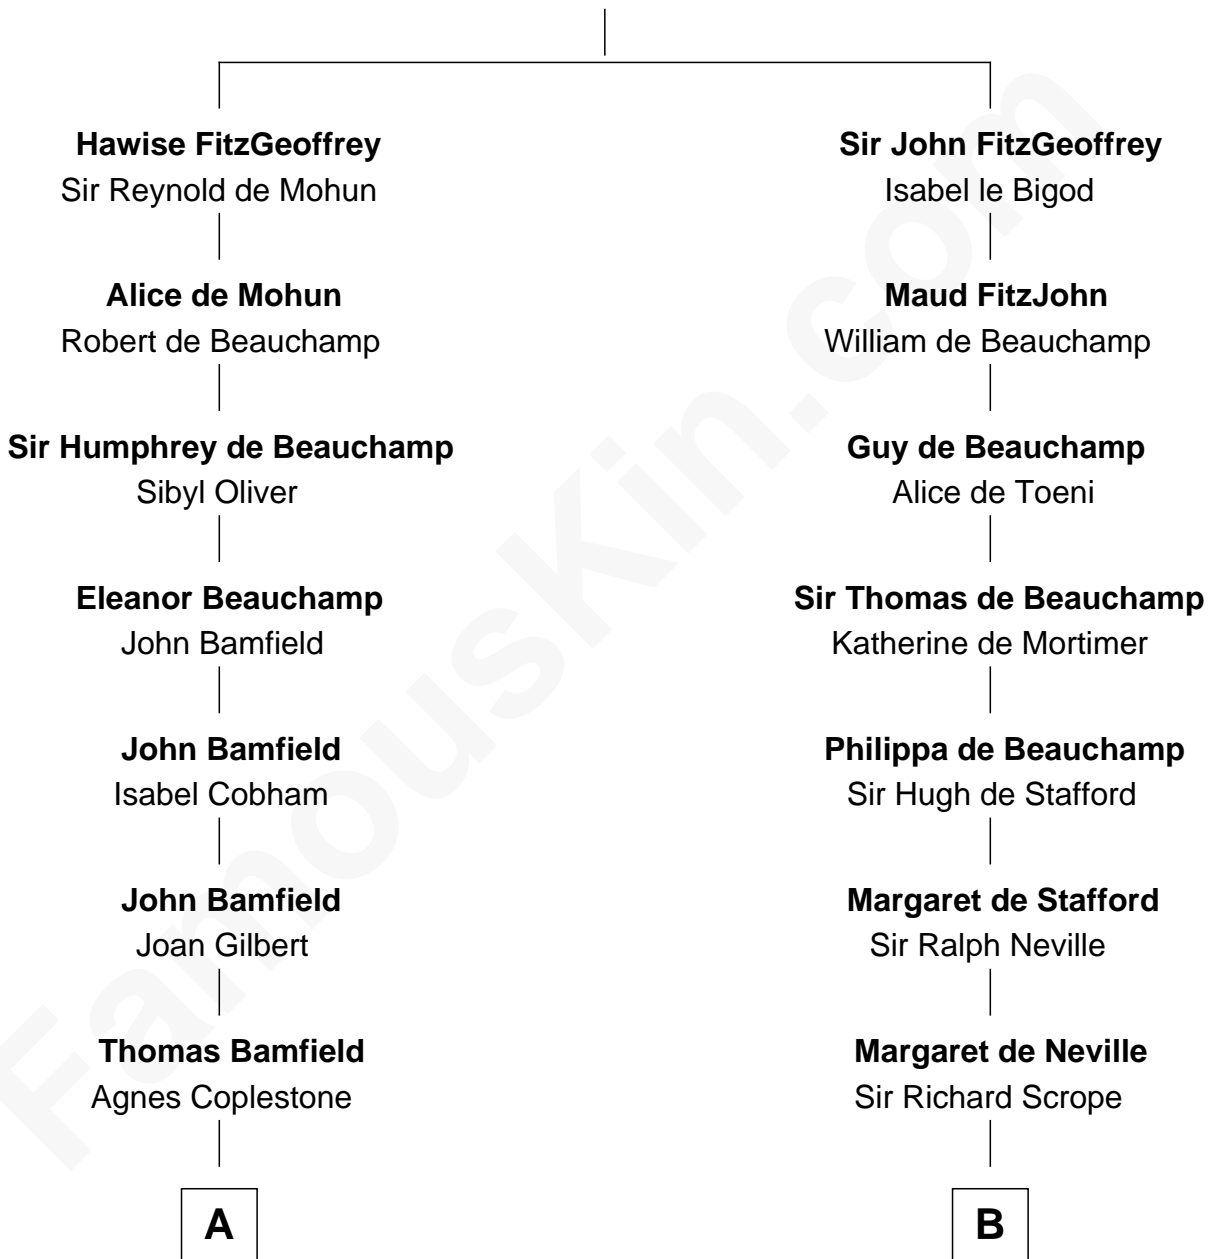 Hawise FitzGeoffrey
Sir Reynold de Mohun
Alice de Mohun
Robert de Beauchamp
Sir Humphrey de Beauchamp
Sibyl Oliver
Eleanor Beauchamp
John Bamfield
John Bamfield
Isabel Cobham
John Bamfield
Joan Gilbert
Thomas Bamfield
Agnes Coplestone
A
Sir John FitzGeoffrey
Isabel le Bigod
Maud FitzJohn
William de Beauchamp
Guy de Beauchamp
Alice de Toeni
Sir Thomas de Beauchamp
Katherine de Mortimer
Philippa de Beauchamp
Sir Hugh de Stafford
Margaret de Stafford
Sir Ralph Neville
Margaret de Neville
Sir Richard Scrope
B
FamousKin.com